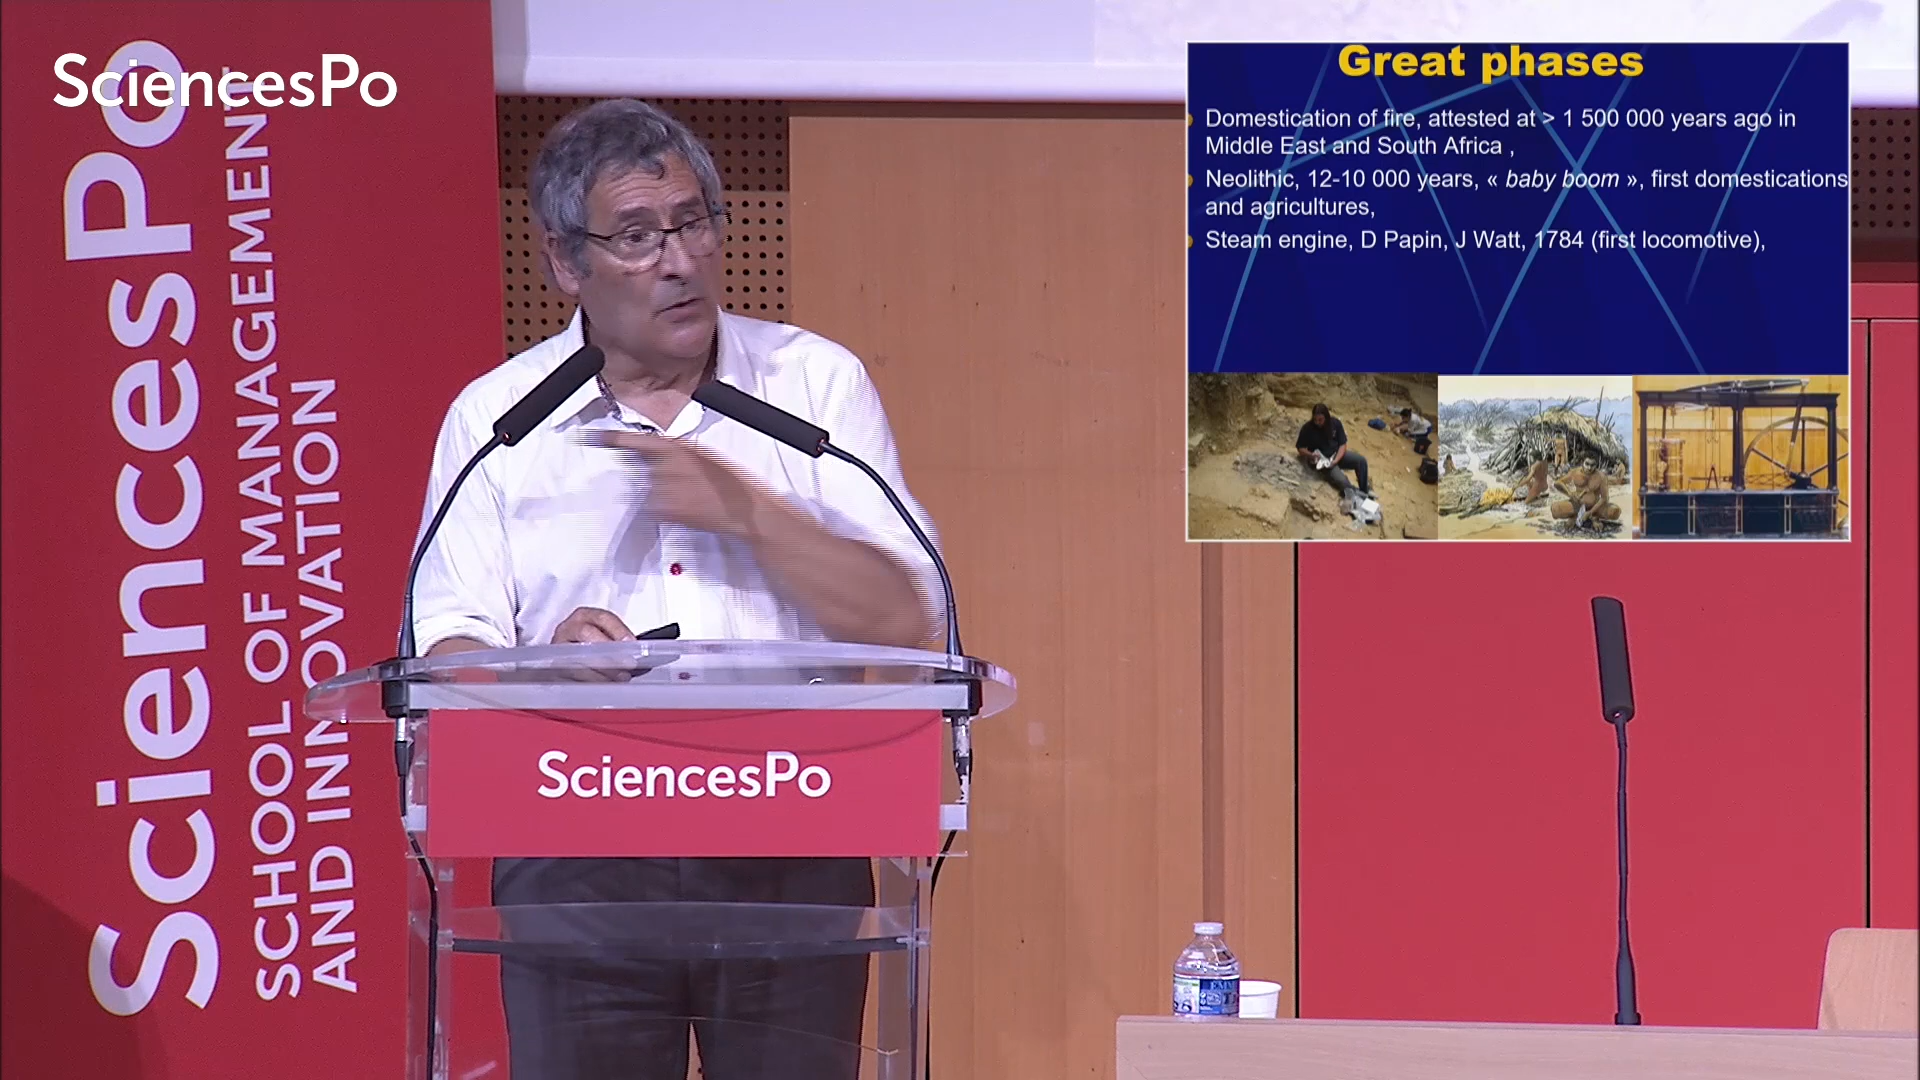 SciencesPo
SciencesPo
SCHOOL OF MANAGEMENT
AND INNOVATION
SciencesPo
Great phases
Domestication of fire, attested at > 1 500 000 years ago in
Middle East and South Africa ,
Neolithic, 12-10 000 years, « baby boom », first domestications
and agricultures,
Steam engine, D Papin, J Watt, 1784 (first locomotive),